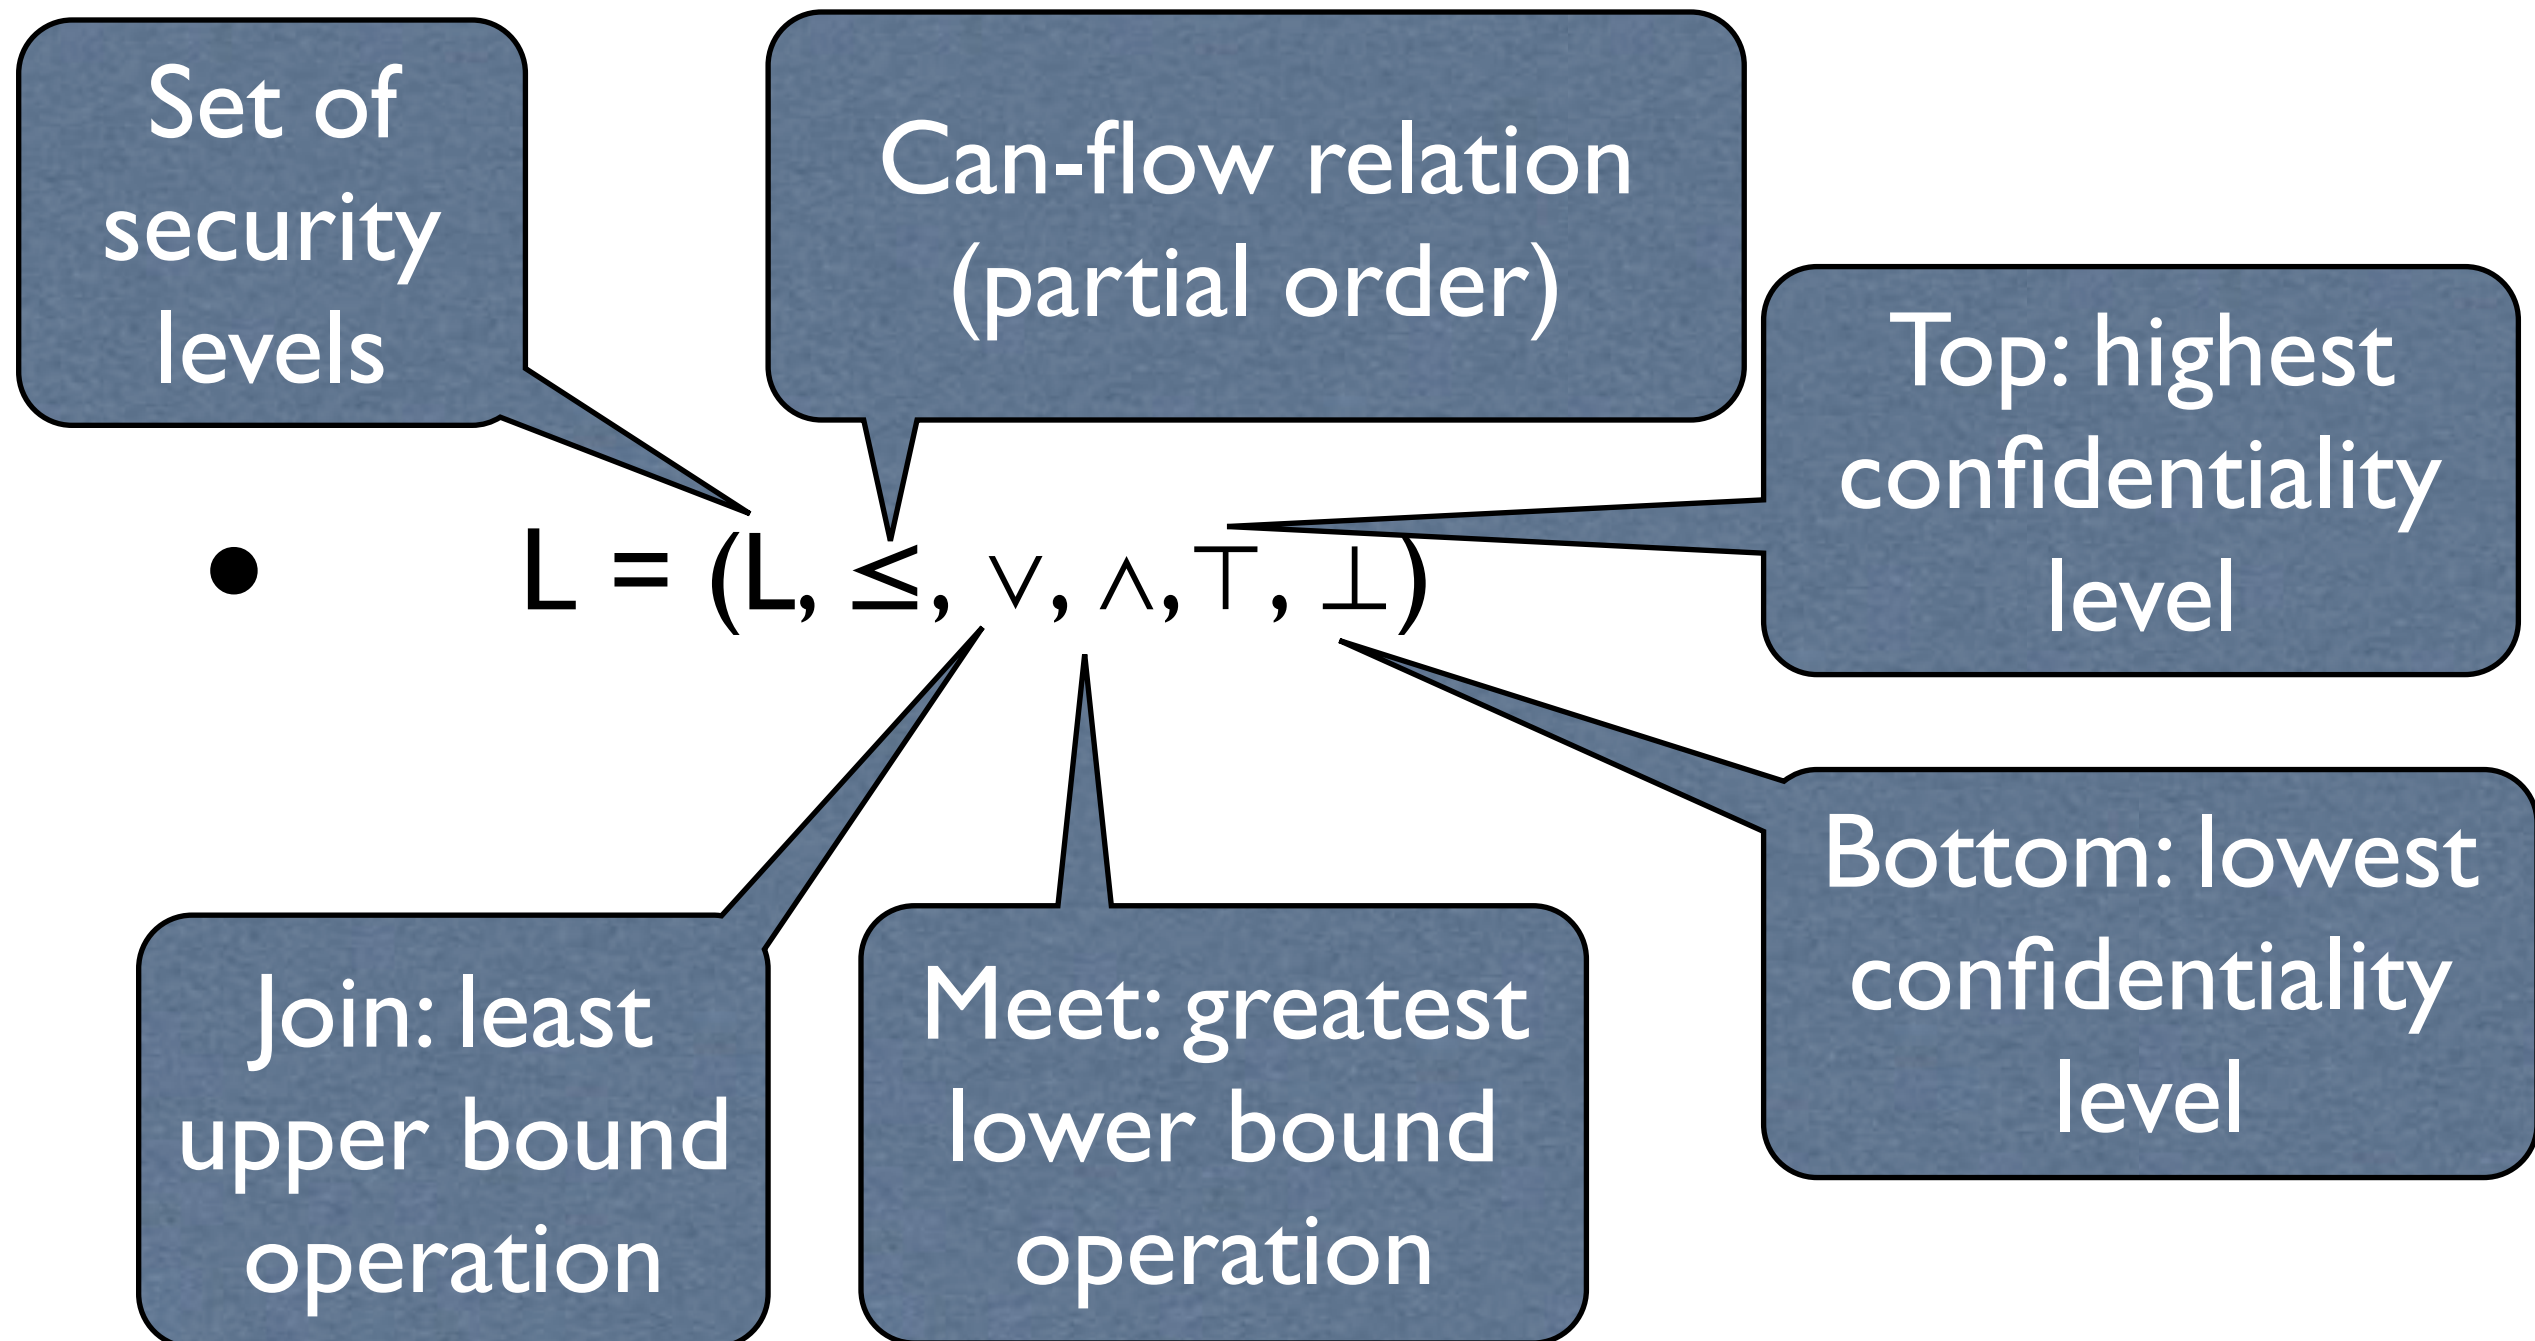 Set of
security
levels
Can-flow relation
(partial order)
Top: highest
confidentiality
level
• L = (L, ≤, ∨, ∧, ⊤, ⊥)
Join: least
upper bound
operation
Meet: greatest
lower bound
operation
Bottom: lowest
confidentiality
level